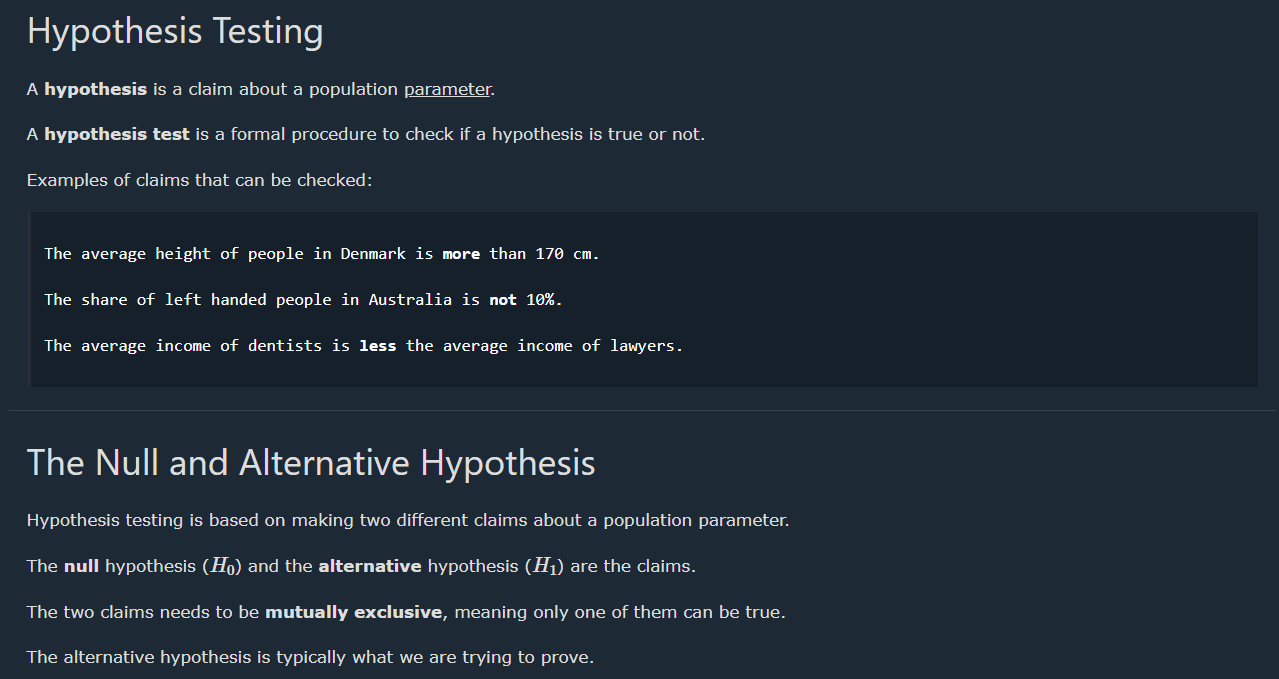 Hypothesis Testing
A hypothesis is a claim about a population parameter.
A hypothesis test is a formal procedure to check if a hypothesis is true or not.
Examples of claims that can be checked:
The average height of people in Denmark is more than 170 cm.
The share of left handed people in Australia is not 10%.
The average income of dentists is less the average income of lawyers.
The Null and Alternative Hypothesis
Hypothesis testing is based on making two different claims about a population parameter.
The null hypothesis (H₀) and the alternative hypothesis (H₁) are the claims.
The two claims needs to be mutually exclusive, meaning only one of them can be true.
The alternative hypothesis is typically what we are trying to prove.